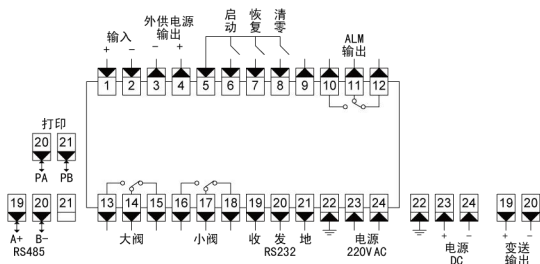 外供电源
启 恢 清
输入 输出 动 复 零 ALM
输出
+ - - +
1 2 3 4 5 6 7 8 9 10 11 12
打印
20 21
PA PB
19 20 21 13 14 15 16 17 18 19 20 21 22 23 24 22 23 24 19 20
A+ B- 大阀 小阀 收 发 地 电源 + - + -
RS485 RS232 220V AC 电源 变送
DC 输出